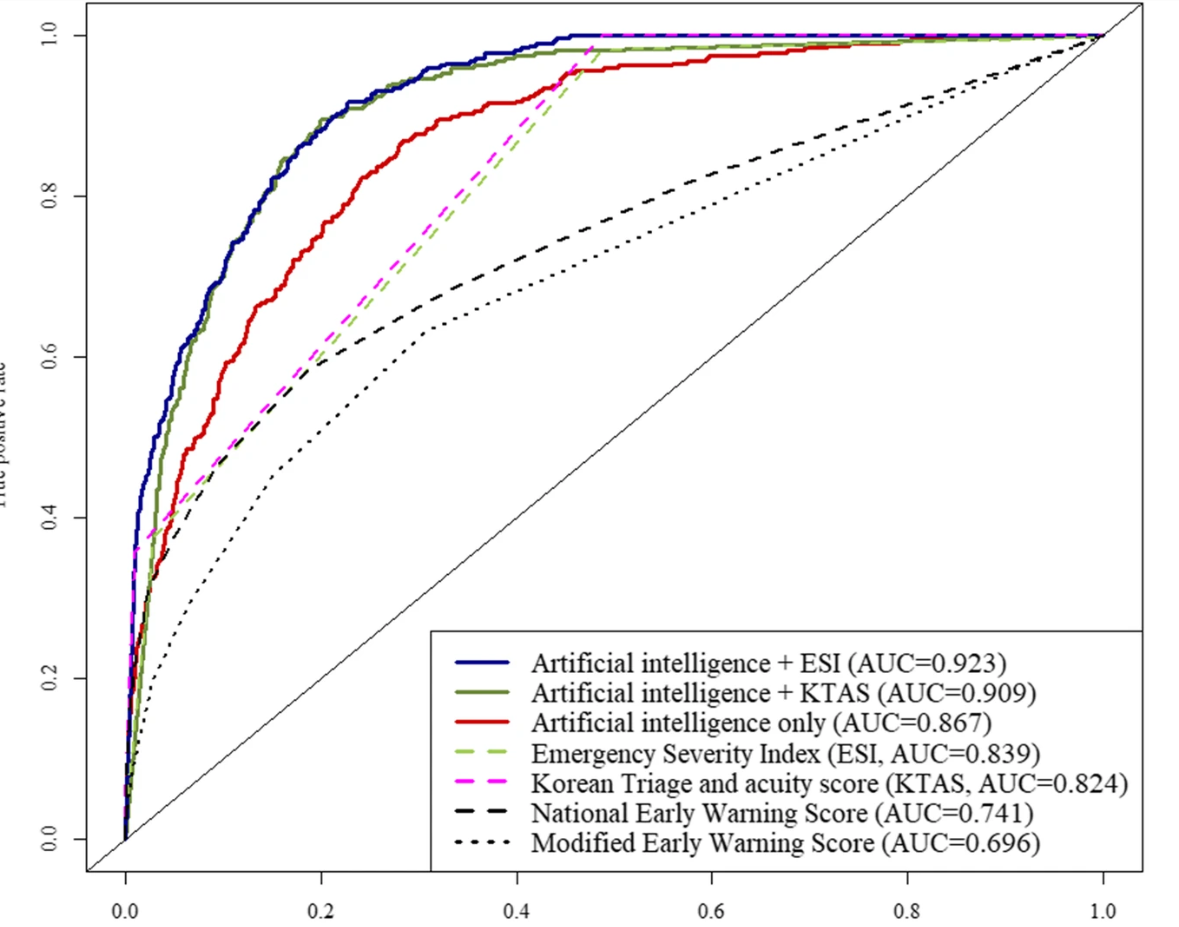 1.0
0.8
0.6
0.4
0.2
0.0
Artificial intelligence + ESI (AUC=0.923)
Artificial intelligence + KTAS (AUC=0.909)
Artificial intelligence only (AUC=0.867)
Emergency Severity Index (ESI, AUC=0.839)
Korean Triage and acuity score (KTAS, AUC=0.824)
National Early Warning Score (AUC=0.741)
Modified Early Warning Score (AUC=0.696)
0.0 0.2 0.4 0.6 0.8 1.0